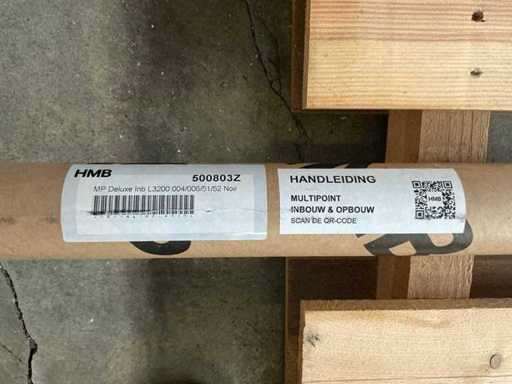 HMB
500803Z
MP Deluxe Inb L3200 004/006/51/52 Noir
HANDLEIDING
MULTIPOINT
INBOUW & OPBOUW
SCAN DE QR-CODE
HMB